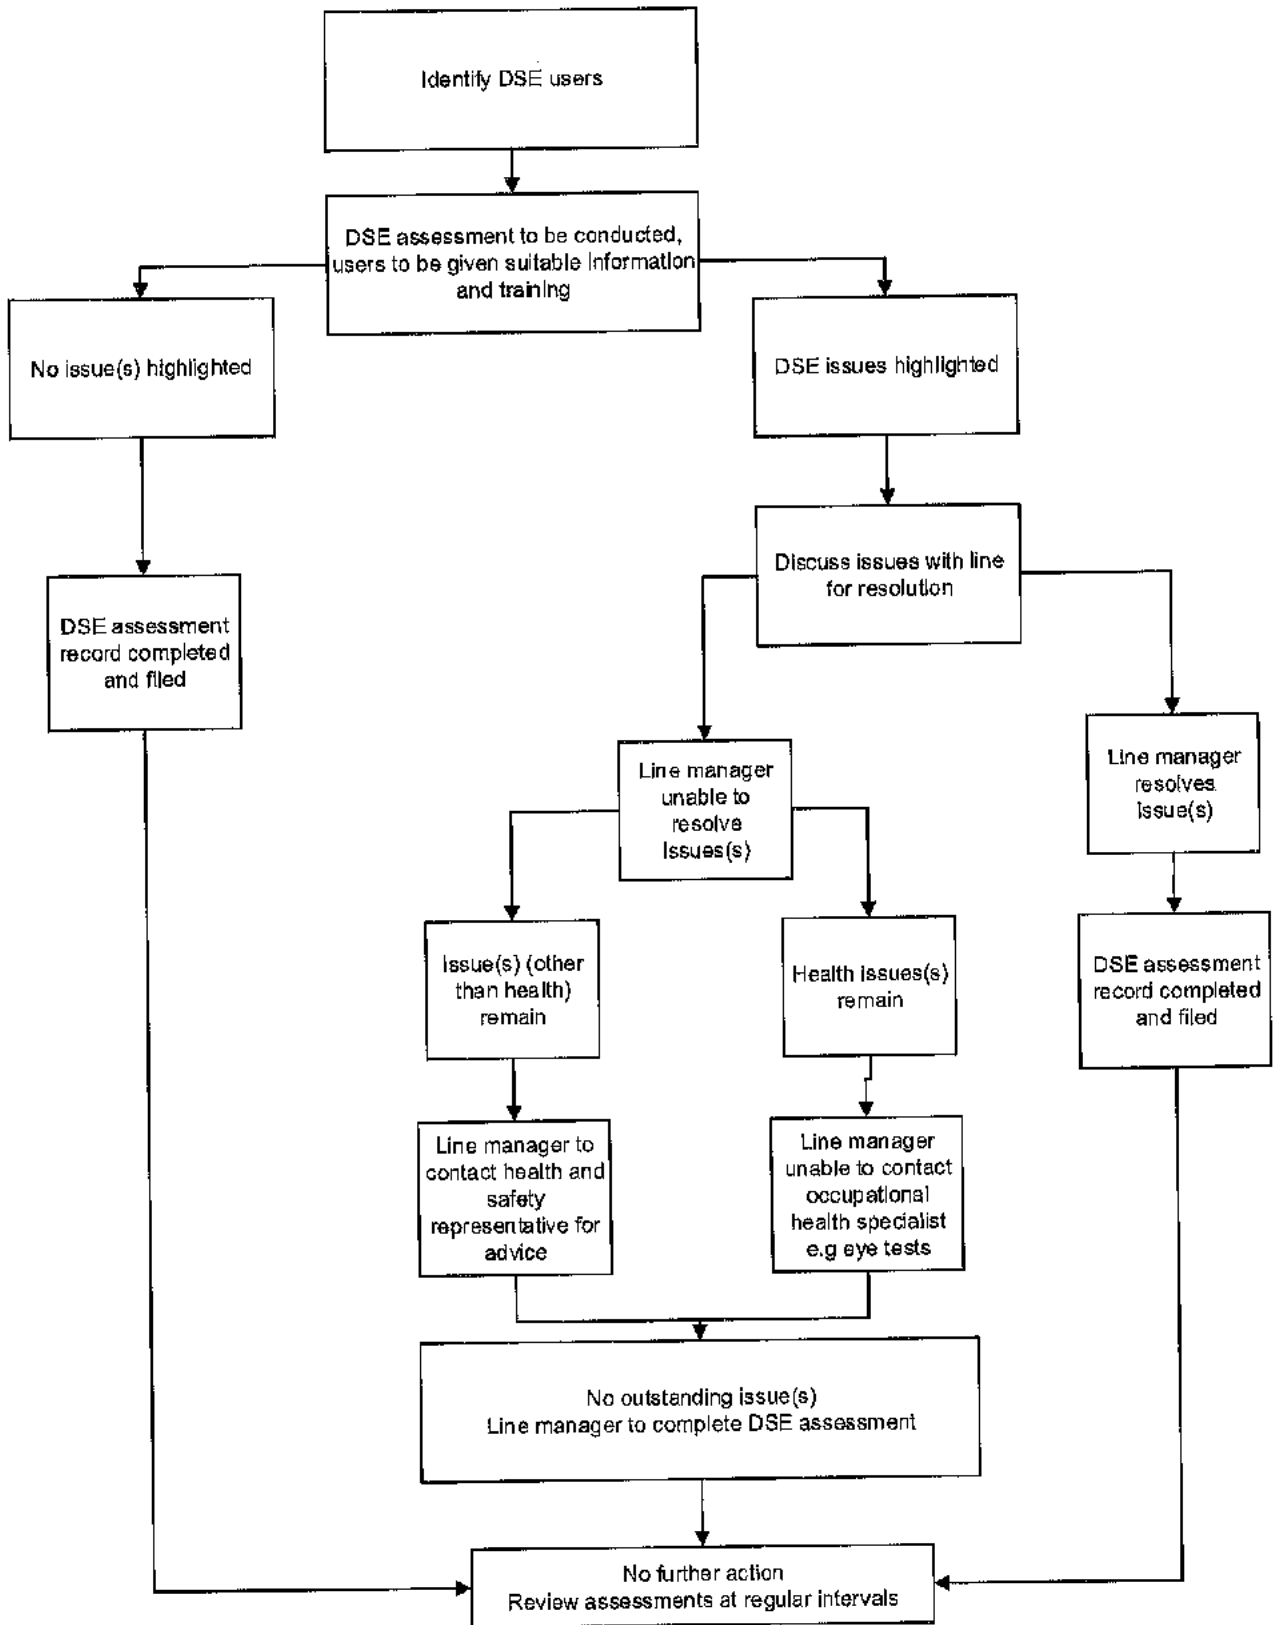 Identify DSE users
DSE assessment to be conducted,
users to be given suitable information
and training
No issue(s) highlighted
DSE issues highlighted
Discuss issues with line
for resolution
DSE assessment
record completed
and filed
Line manager
unable to
resolve
Issues(s)
Line manager
resolves
Issue(s)
Issue(s) (other
than health)
remain
Health issues(s)
remain
DSE assessment
record completed
and filed
Line manager to
contact health and
safety
representative for
advice
Line manager
unable to contact
occupational
health specialist
e.g eye tests
No outstanding issue(s)
Line manager to complete DSE assessment
No further action
Review assessments at regular intervals